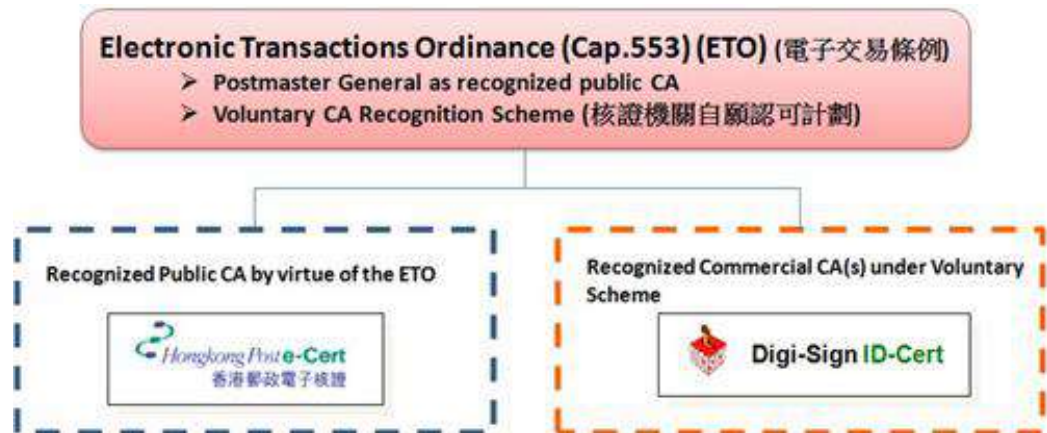 Electronic Transactions Ordinance (Cap.553) (ETO) (電子交易條例)
➢ Postmaster General as recognized public CA
➢ Voluntary CA Recognition Scheme (核證機關自願認可計劃)
Recognized Public CA by virtue of the ETO
Hongkong Post e-Cert
香港郵政電子核證
Recognized Commercial CA(s) under Voluntary
Scheme
Digi-Sign ID-Cert